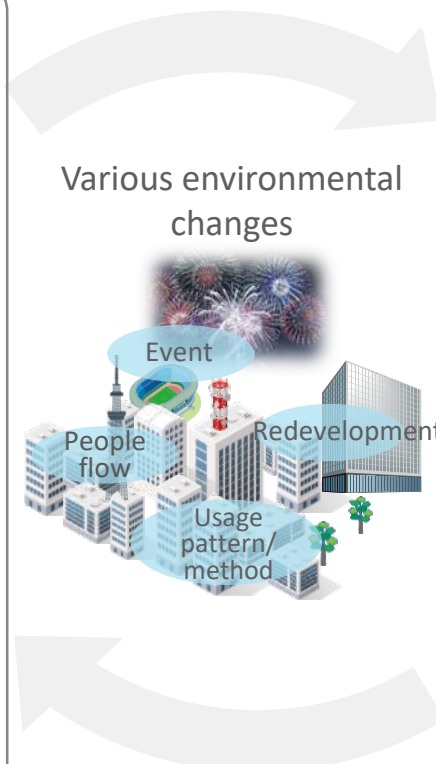 Various environmental
changes
Event
People
flow
Redevelopment
Usage
pattern/
method